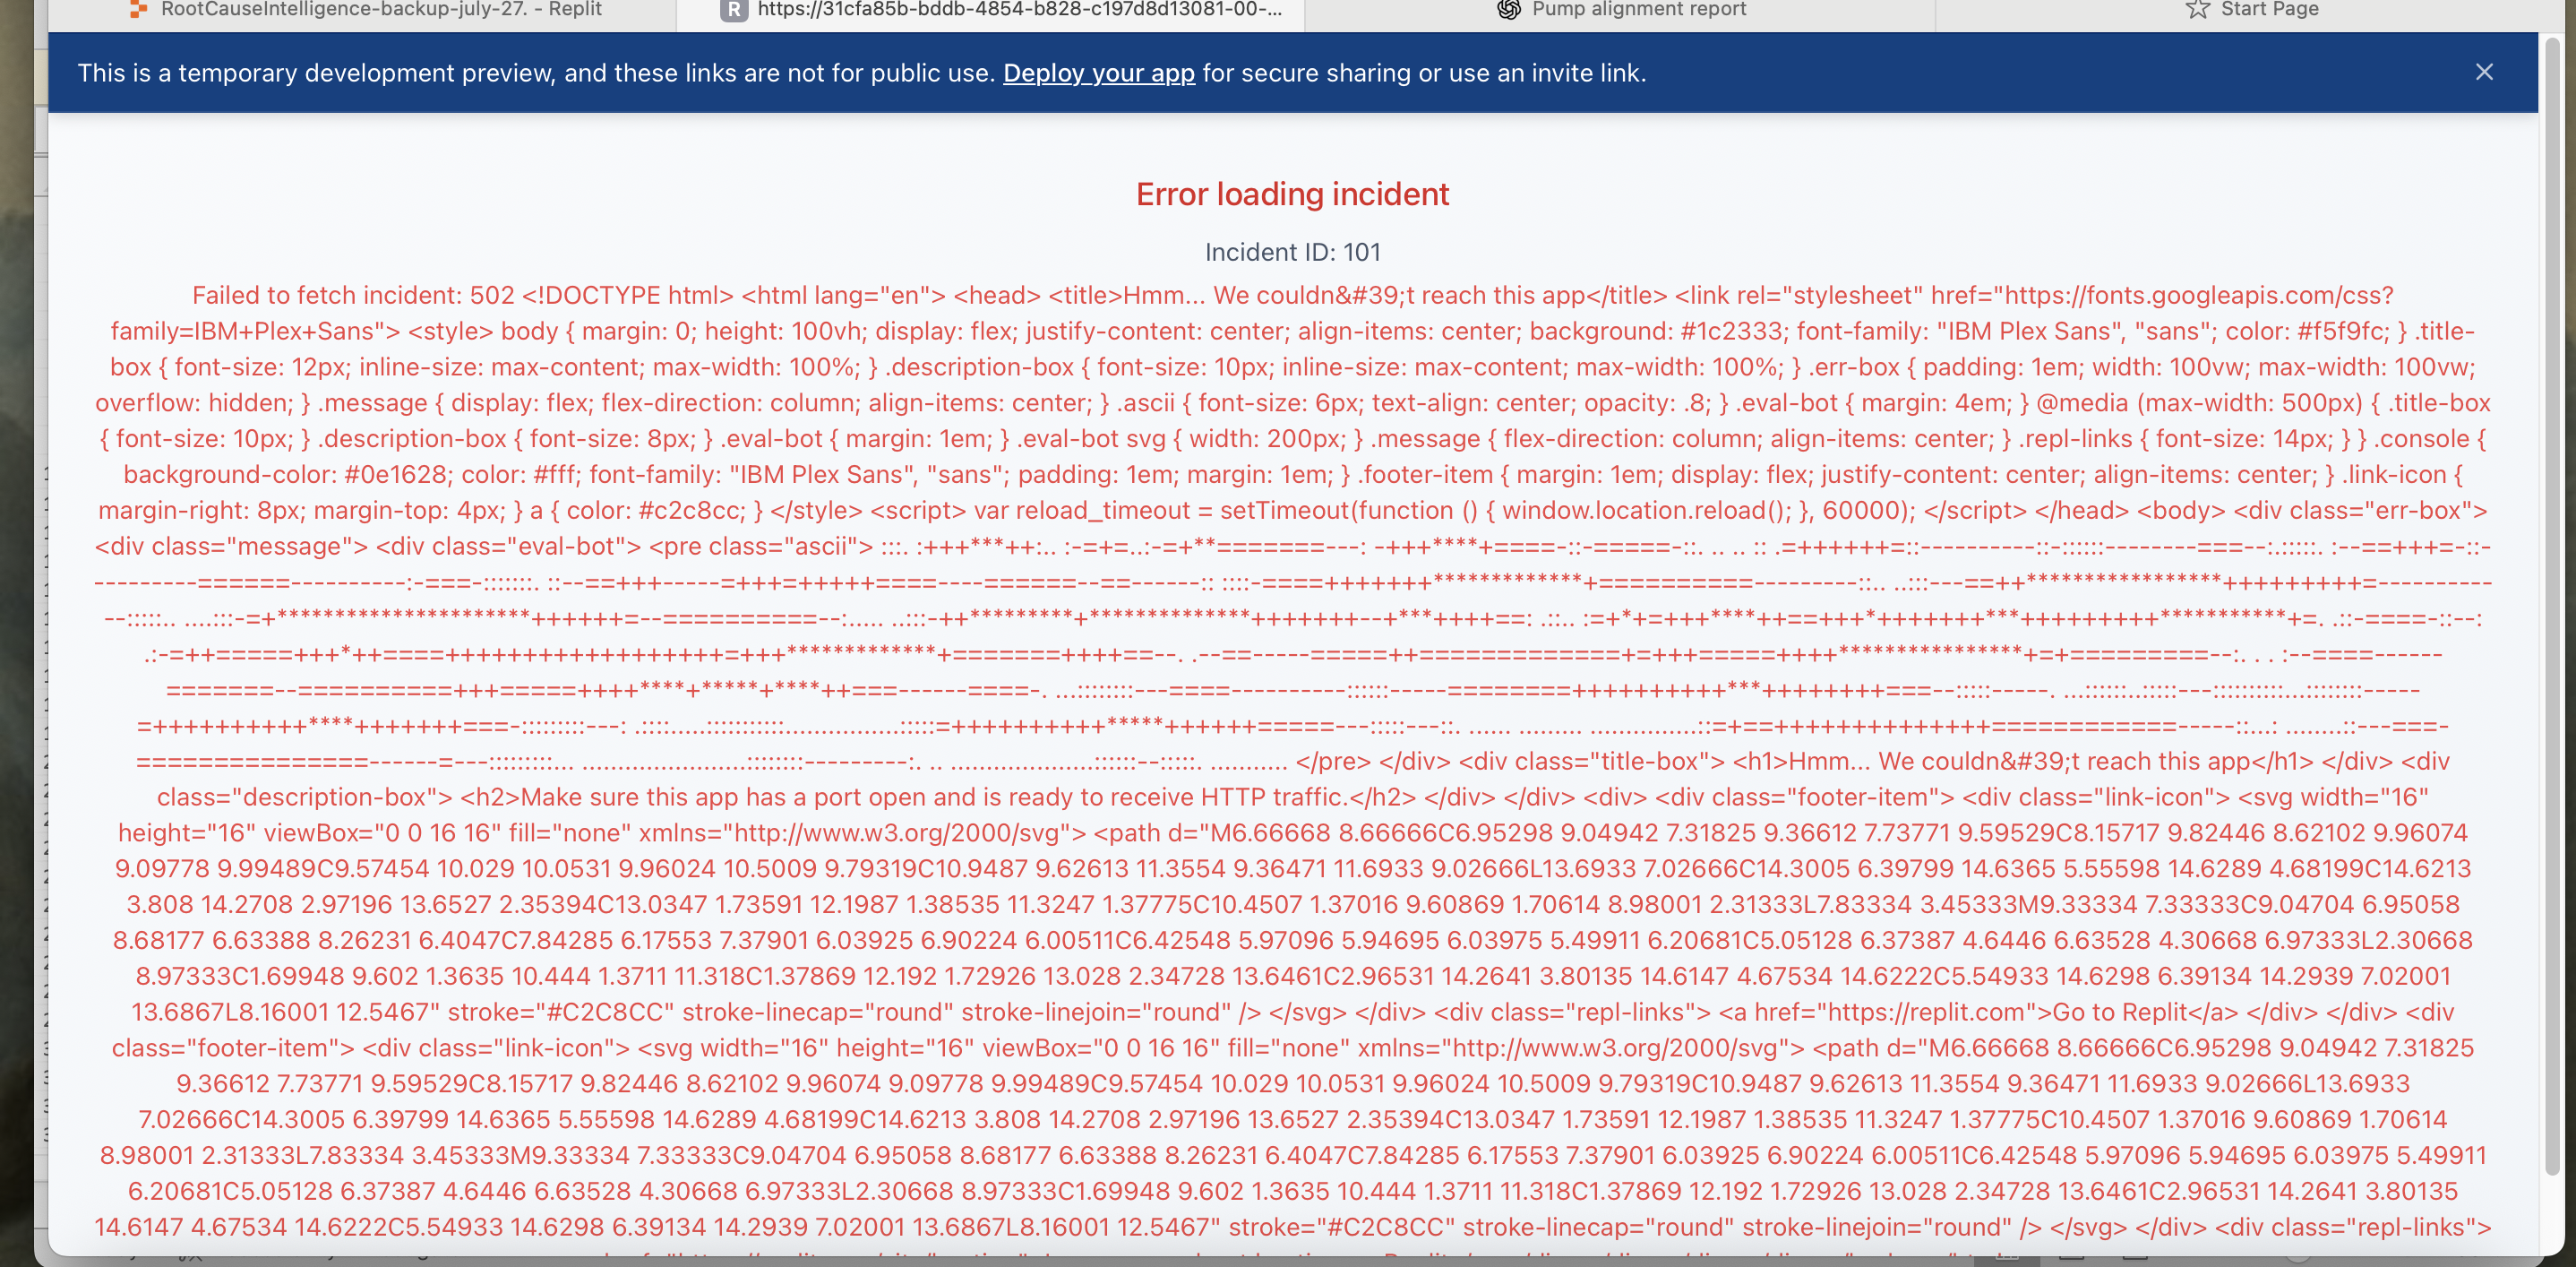 RootCauseIntelligence-backup-july-27. - Replit
R https://31cfa85b-bddb-4854-b828-c197d8d13081-00-...
Pump alignment report
Start Page
This is a temporary development preview, and these links are not for public use. Deploy your app for secure sharing or use an invite link.
Error loading incident
Incident ID: 101
Failed to fetch incident: 502 <!DOCTYPE html> <html lang="en"> <head> <title>Hmm... We couldn&#39;t reach this app</title> <link rel="stylesheet" href="https://fonts.googleapis.com/css?
family=IBM+Plex+Sans"> <style> body { margin: 0; height: 100vh; display: flex; justify-content: center; align-items: center; background: #1c2333; font-family: "IBM Plex Sans", "sans"; color: #f5f9fc; } .title-
box { font-size: 12px; inline-size: max-content; max-width: 100%; } .description-box { font-size: 10px; inline-size: max-content; max-width: 100%; } .err-box { padding: 1em; width: 100vw; max-width: 100vw;
overflow: hidden; } .message { display: flex; flex-direction: column; align-items: center; } .ascii { font-size: 6px; text-align: center; opacity: .8; } .eval-bot { margin: 4em; } @media (max-width: 500px) { .title-box
{ font-size: 10px; } .description-box { font-size: 8px; } .eval-bot { margin: 1em; } .eval-bot svg { width: 200px; } .message { flex-direction: column; align-items: center; } .repl-links { font-size: 14px; } } .console {
background-color: #0e1628; color: #fff; font-family: "IBM Plex Sans", "sans"; padding: 1em; margin: 1em; } .footer-item { margin: 1em; display: flex; justify-content: center; align-items: center; } .link-icon {
margin-right: 8px; margin-top: 4px; } a { color: #c2c8cc; } </style> <script> var reload_timeout = setTimeout(function () { window.location.reload(); }, 60000); </script> </head> <body> <div class="err-box">
<div class="message"> <div class="eval-bot"> <pre class="ascii">
</pre> </div> <div class="title-box"> <h1>Hmm... We couldn&#39;t reach this app</h1> </div> <div
class="description-box"> <h2>Make sure this app has a port open and is ready to receive HTTP traffic.</h2> </div> </div> <div> <div class="footer-item"> <div class="link-icon"> <svg width="16"
height="16" viewBox="0 0 16 16" fill="none" xmlns="http://www.w3.org/2000/svg"> <path d="M6.66668 8.66666C6.95298 9.04942 7.31825 9.36612 7.73771 9.59529C8.15717 9.82446 8.62102 9.96074
9.09778 9.99489C9.57454 10.029 10.0531 9.96024 10.5009 9.79319C10.9487 9.62613 11.3554 9.36471 11.6933 9.02666L13.6933 7.02666C14.3005 6.39799 14.6365 5.55598 14.6289 4.68199C14.6213
3.808 14.2708 2.97196 13.6527 2.35394C13.0347 1.73591 12.1987 1.38535 11.3247 1.37775C10.4507 1.37016 9.60869 1.70614 8.98001 2.31333L7.83334 3.45333M9.33334 7.33333C9.04704 6.95058
8.68177 6.63388 8.26231 6.4047C7.84285 6.17553 7.37901 6.03925 6.90224 6.00511C6.42548 5.97096 5.94695 6.03975 5.49911 6.20681C5.05128 6.37387 4.6446 6.63528 4.30668 6.97333L2.30668
8.97333C1.69948 9.602 1.3635 10.444 1.3711 11.318C1.37869 12.192 1.72926 13.028 2.34728 13.6461C2.96531 14.2641 3.80135 14.6147 4.67534 14.6222C5.54933 14.6298 6.39134 14.2939 7.02001
13.6867L8.16001 12.5467" stroke="#C2C8CC" stroke-linecap="round" stroke-linejoin="round" /> </svg> </div> <div class="repl-links"> <a href="https://replit.com">Go to Replit</a> </div> </div> <div
class="footer-item"> <div class="link-icon"> <svg width="16" height="16" viewBox="0 0 16 16" fill="none" xmlns="http://www.w3.org/2000/svg"> <path d="M6.66668 8.66666C6.95298 9.04942 7.31825
9.36612 7.73771 9.59529C8.15717 9.82446 8.62102 9.96074 9.09778 9.99489C9.57454 10.029 10.0531 9.96024 10.5009 9.79319C10.9487 9.62613 11.3554 9.36471 11.6933 9.02666L13.6933
7.02666C14.3005 6.39799 14.6365 5.55598 14.6289 4.68199C14.6213 3.808 14.2708 2.97196 13.6527 2.35394C13.0347 1.73591 12.1987 1.38535 11.3247 1.37775C10.4507 1.37016 9.60869 1.70614
8.98001 2.31333L7.83334 3.45333M9.33334 7.33333C9.04704 6.95058 8.68177 6.63388 8.26231 6.4047C7.84285 6.17553 7.37901 6.03925 6.90224 6.00511C6.42548 5.97096 5.94695 6.03975 5.49911
6.20681C5.05128 6.37387 4.6446 6.63528 4.30668 6.97333L2.30668 8.97333C1.69948 9.602 1.3635 10.444 1.3711 11.318C1.37869 12.192 1.72926 13.028 2.34728 13.6461C2.96531 14.2641 3.80135
14.6147 4.67534 14.6222C5.54933 14.6298 6.39134 14.2939 7.02001 13.6867L8.16001 12.5467" stroke="#C2C8CC" stroke-linecap="round" stroke-linejoin="round" /> </svg> </div> <div class="repl-links">